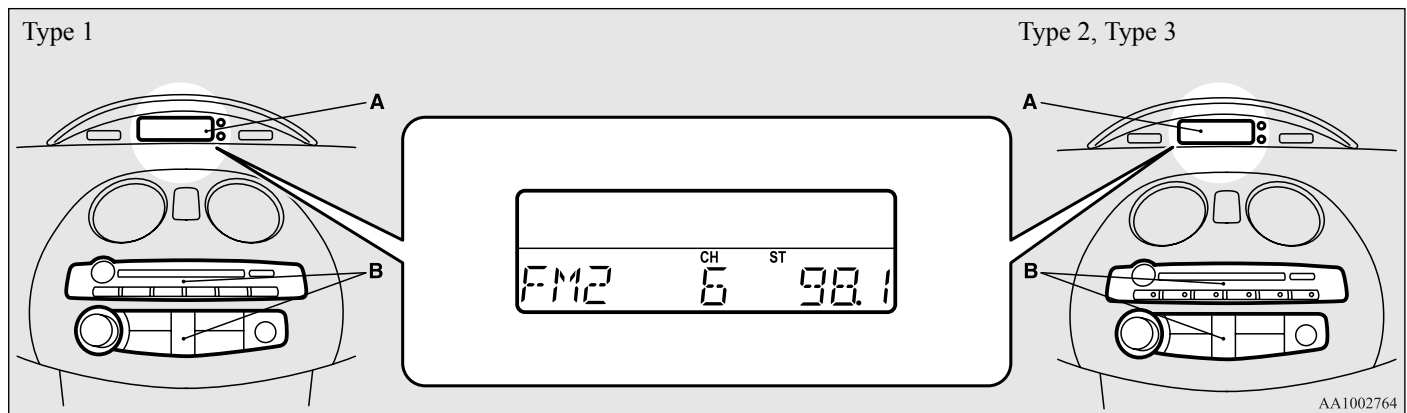 Type 1
Type 2, Type 3
A
A
CH ST
FM2 6 98.1
B
B
AA1002764